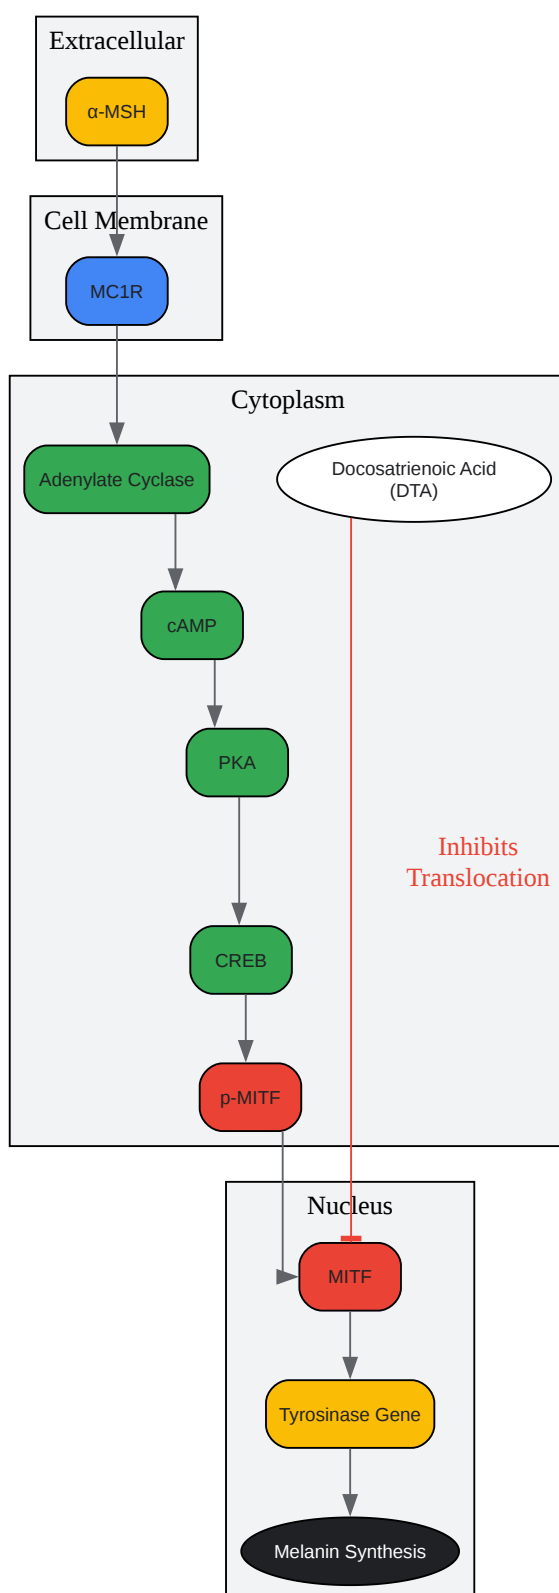 Extracellular
α-MSH
Cell Membrane
MC1R
Cytoplasm
Adenylate Cyclase
Docosatrienoic Acid
(DTA)
cAMP
PKA
Inhibits
Translocation
CREB
p-MITF
Nucleus
MITF
Tyrosinase Gene
Melanin Synthesis